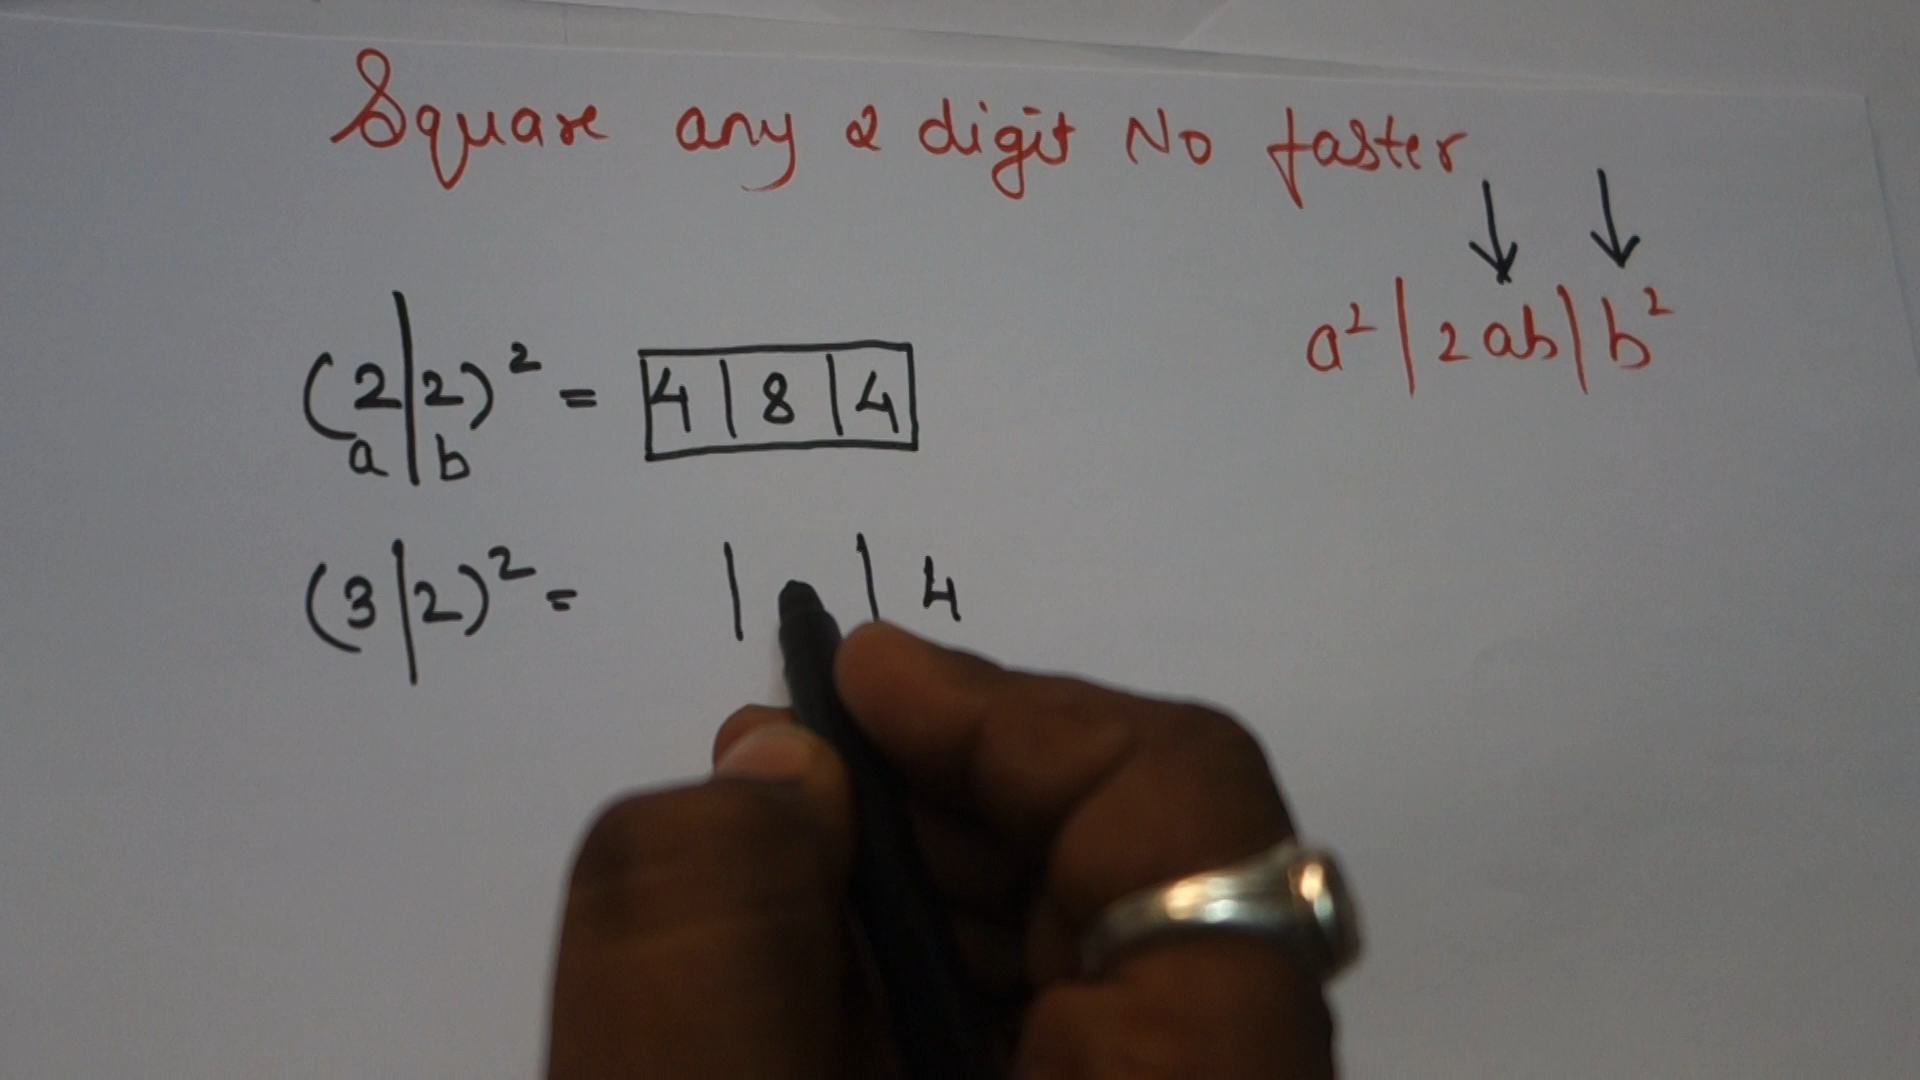 Square any 2 digit No faster
a² | 2ab | b²
(2|2)² = 4 | 8 | 4
a | b
(3|2)² = | | 4